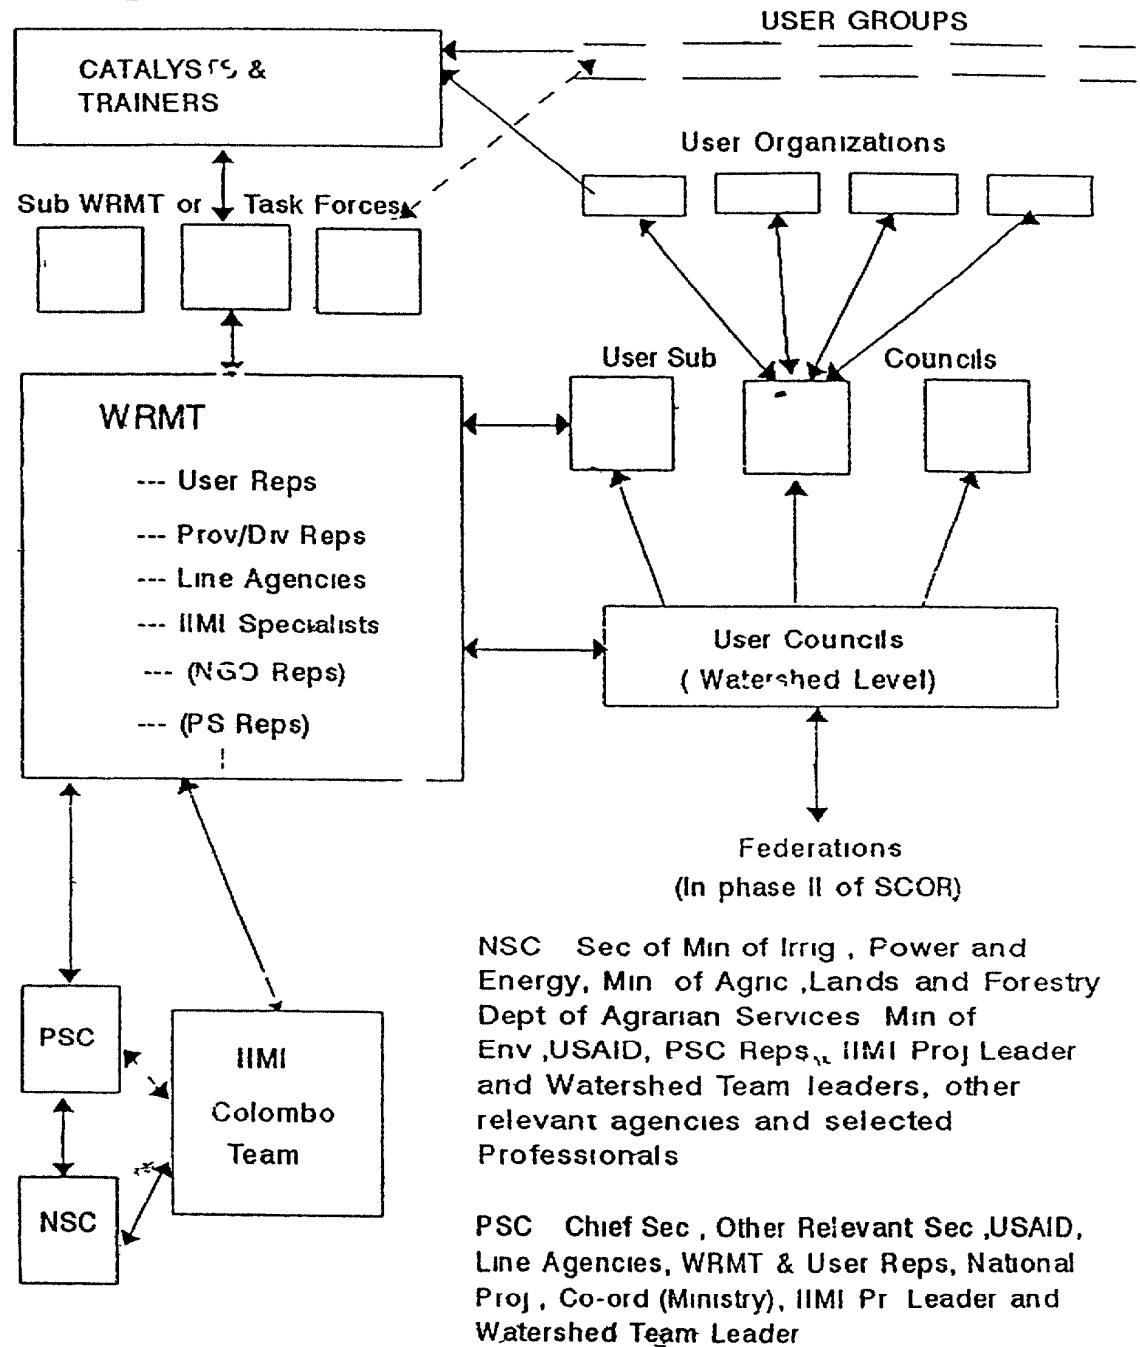 USER GROUPS
CATALYSTS &
TRAINERS
User Organizations
Sub WRMT or Task Forces
User Sub Councils
WRMT
--- User Reps
--- Prov/Div Reps
--- Line Agencies
--- IIMI Specialists
--- (NGO Reps)
--- (PS Reps)
User Councils
( Watershed Level)
Federations
(In phase II of SCOR)
NSC Sec of Min of Irrig , Power and
Energy, Min of Agric ,Lands and Forestry
Dept of Agrarian Services Min of
Env ,USAID, PSC Reps, IIMI Proj Leader
and Watershed Team leaders, other
relevant agencies and selected
Professionals
PSC
IIMI
Colombo
Team
NSC
PSC Chief Sec , Other Relevant Sec ,USAID,
Line Agencies, WRMT & User Reps, National
Proj , Co-ord (Ministry), IIMI Pr Leader and
Watershed Team Leader